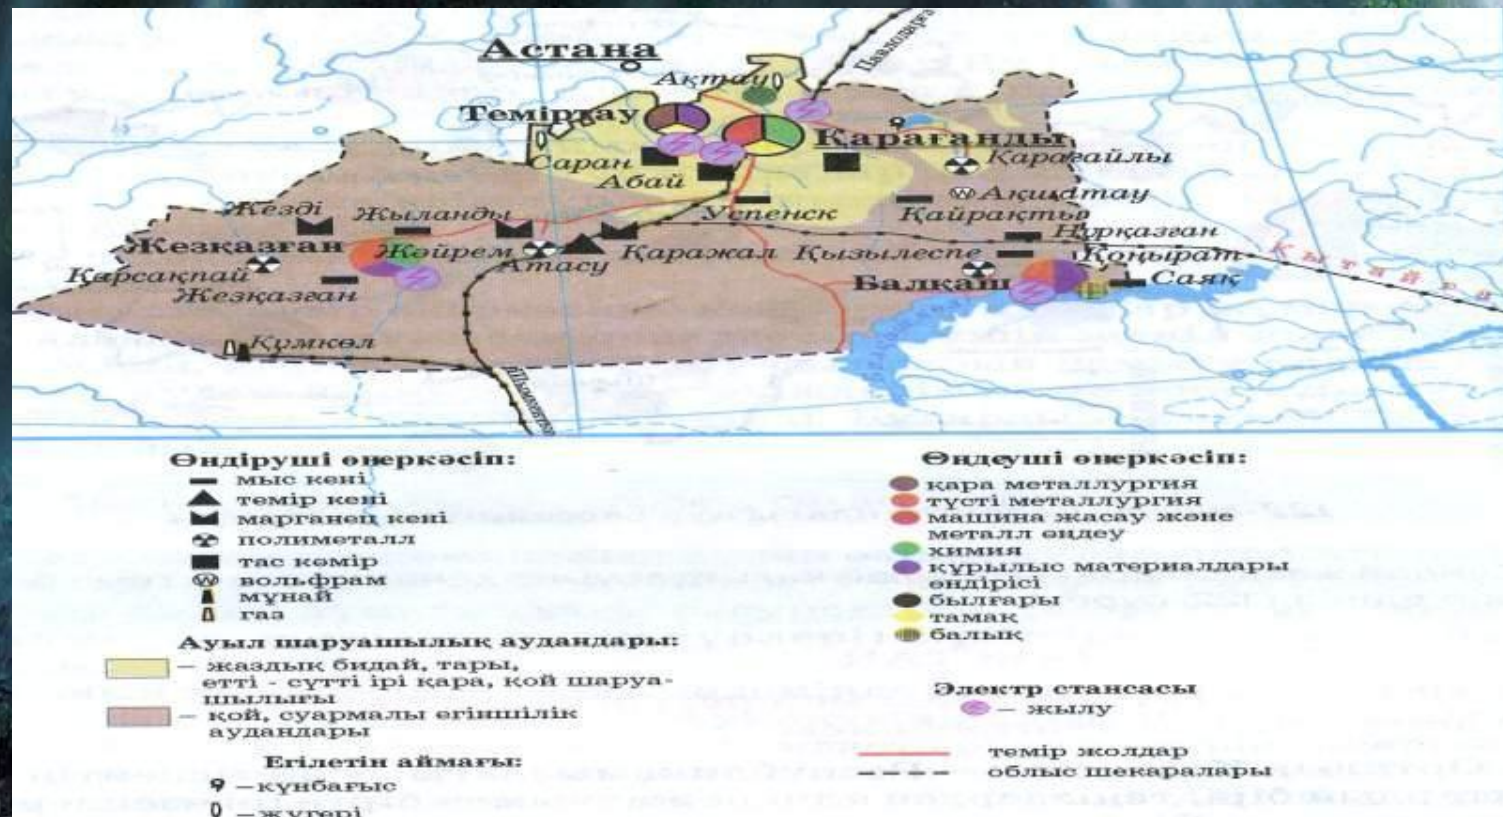 Астана
Ақтау
Павлодарға
Теміртау
Қарағанды
Саран
Қарағайлы
Абай
Ақшатау
Жезді
Жыланды
Успенск
Қайрақты
Нұрқазған
Жезқазған
Жәйрем
Қаражал
Қызылеспе
Қоңырат
Қытайға
Атасу
Қарсақпай
Балқаш
Саяқ
Жезқазған
Құмкөл
Өндіруші өнеркәсіп:
мыс кені
темір кені
марганец кені
полиметалл
тас көмір
вольфрам
мұнай
газ
Ауыл шаруашылық аудандары:
– жаздық бидай, тары,
етті - сүтті ірі қара, қой шаруа-
шылығы
– қой, суармалы егіншілік
аудандары
Егілетін аймағы:
– күнбағыс
– жүгері
Өңдеуші өнеркәсіп:
қара металлургия
түсті металлургия
машина жасау және
металл өңдеу
химия
құрылыс материалдары
өндірісі
былғары
тамақ
балық
Электр стансасы
– жылу
темір жолдар
облыс шекаралары